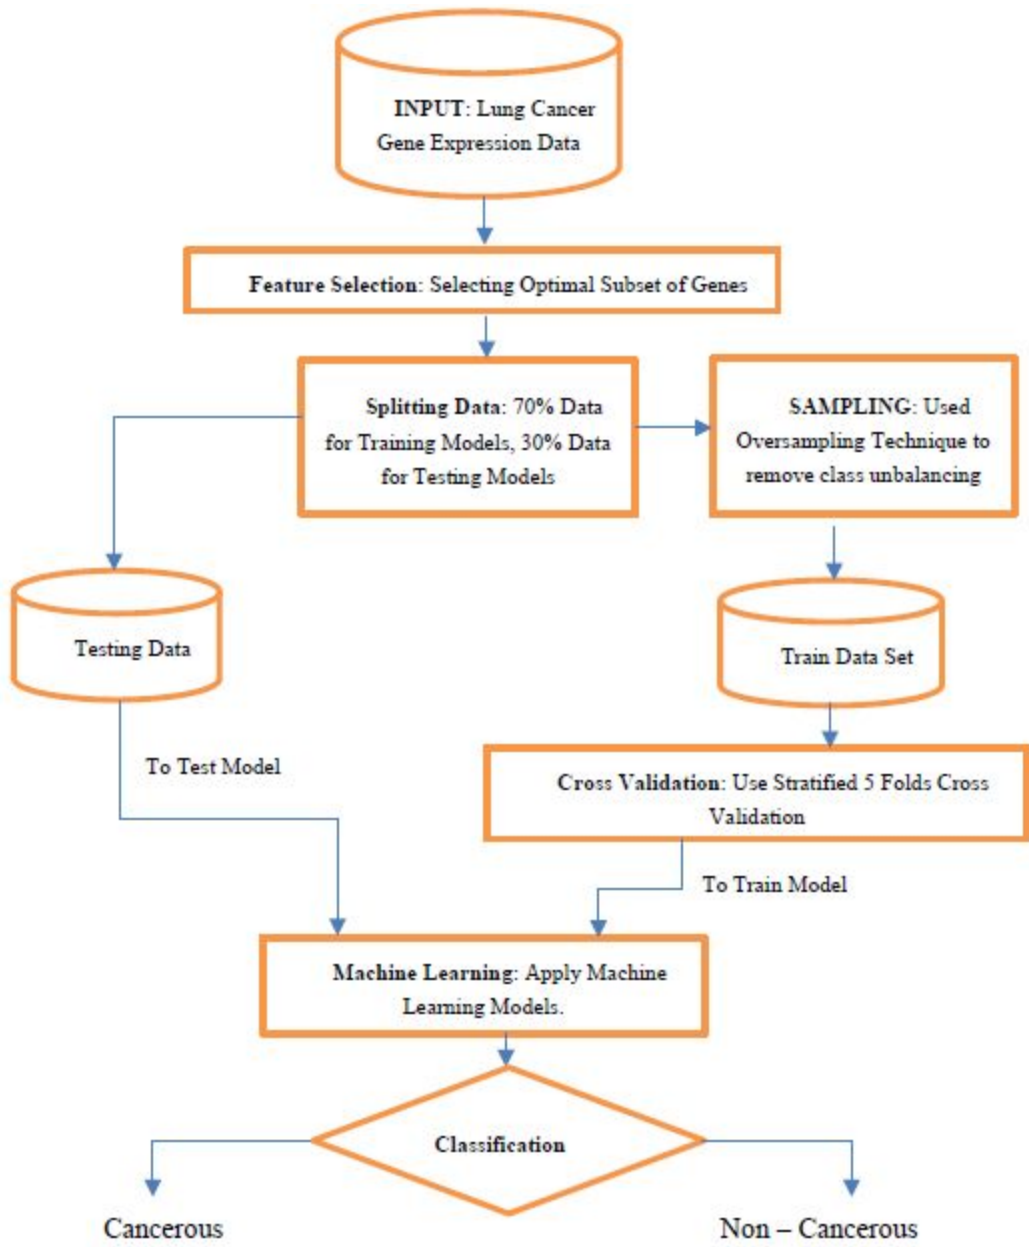 INPUT: Lung Cancer
Gene Expression Data
Feature Selection: Selecting Optimal Subset of Genes
Splitting Data: 70% Data
for Training Models, 30% Data
for Testing Models
SAMPLING: Used
Oversampling Technique to
remove class unbalancing
Testing Data
Train Data Set
To Test Model
Cross Validation: Use Stratified 5 Folds Cross
Validation
To Train Model
Machine Learning: Apply Machine
Learning Models.
Classification
Cancerous
Non – Cancerous